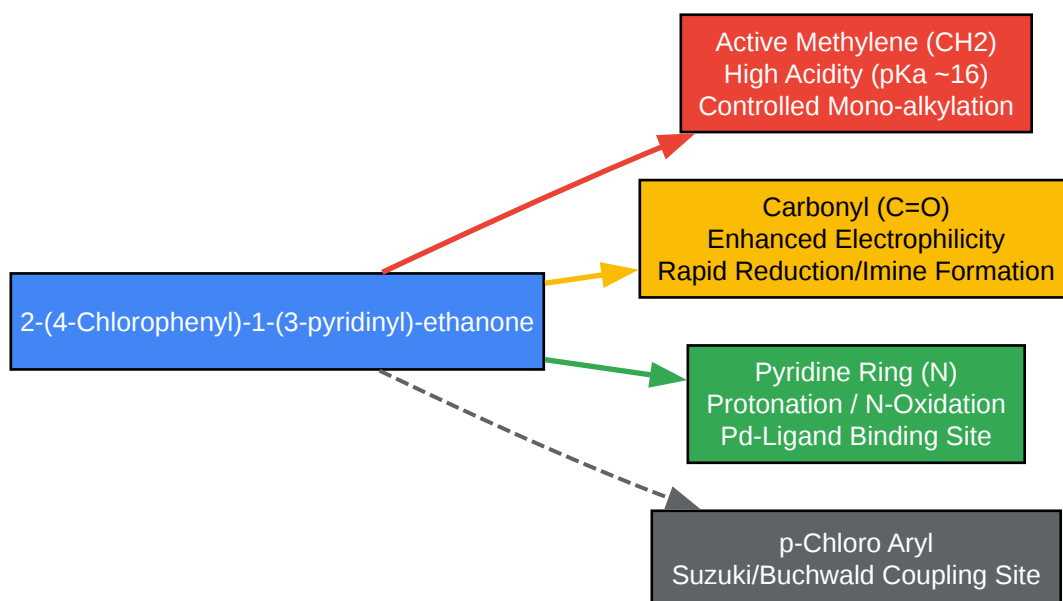 Active Methylene (CH2)
High Acidity (pKa ~16)
Controlled Mono-alkylation
Carbonyl (C=O)
Enhanced Electrophilicity
Rapid Reduction/Imine Formation
2-(4-Chlorophenyl)-1-(3-pyridinyl)-ethanone
Pyridine Ring (N)
Protonation / N-Oxidation
Pd-Ligand Binding Site
p-Chloro Aryl
Suzuki/Buchwald Coupling Site